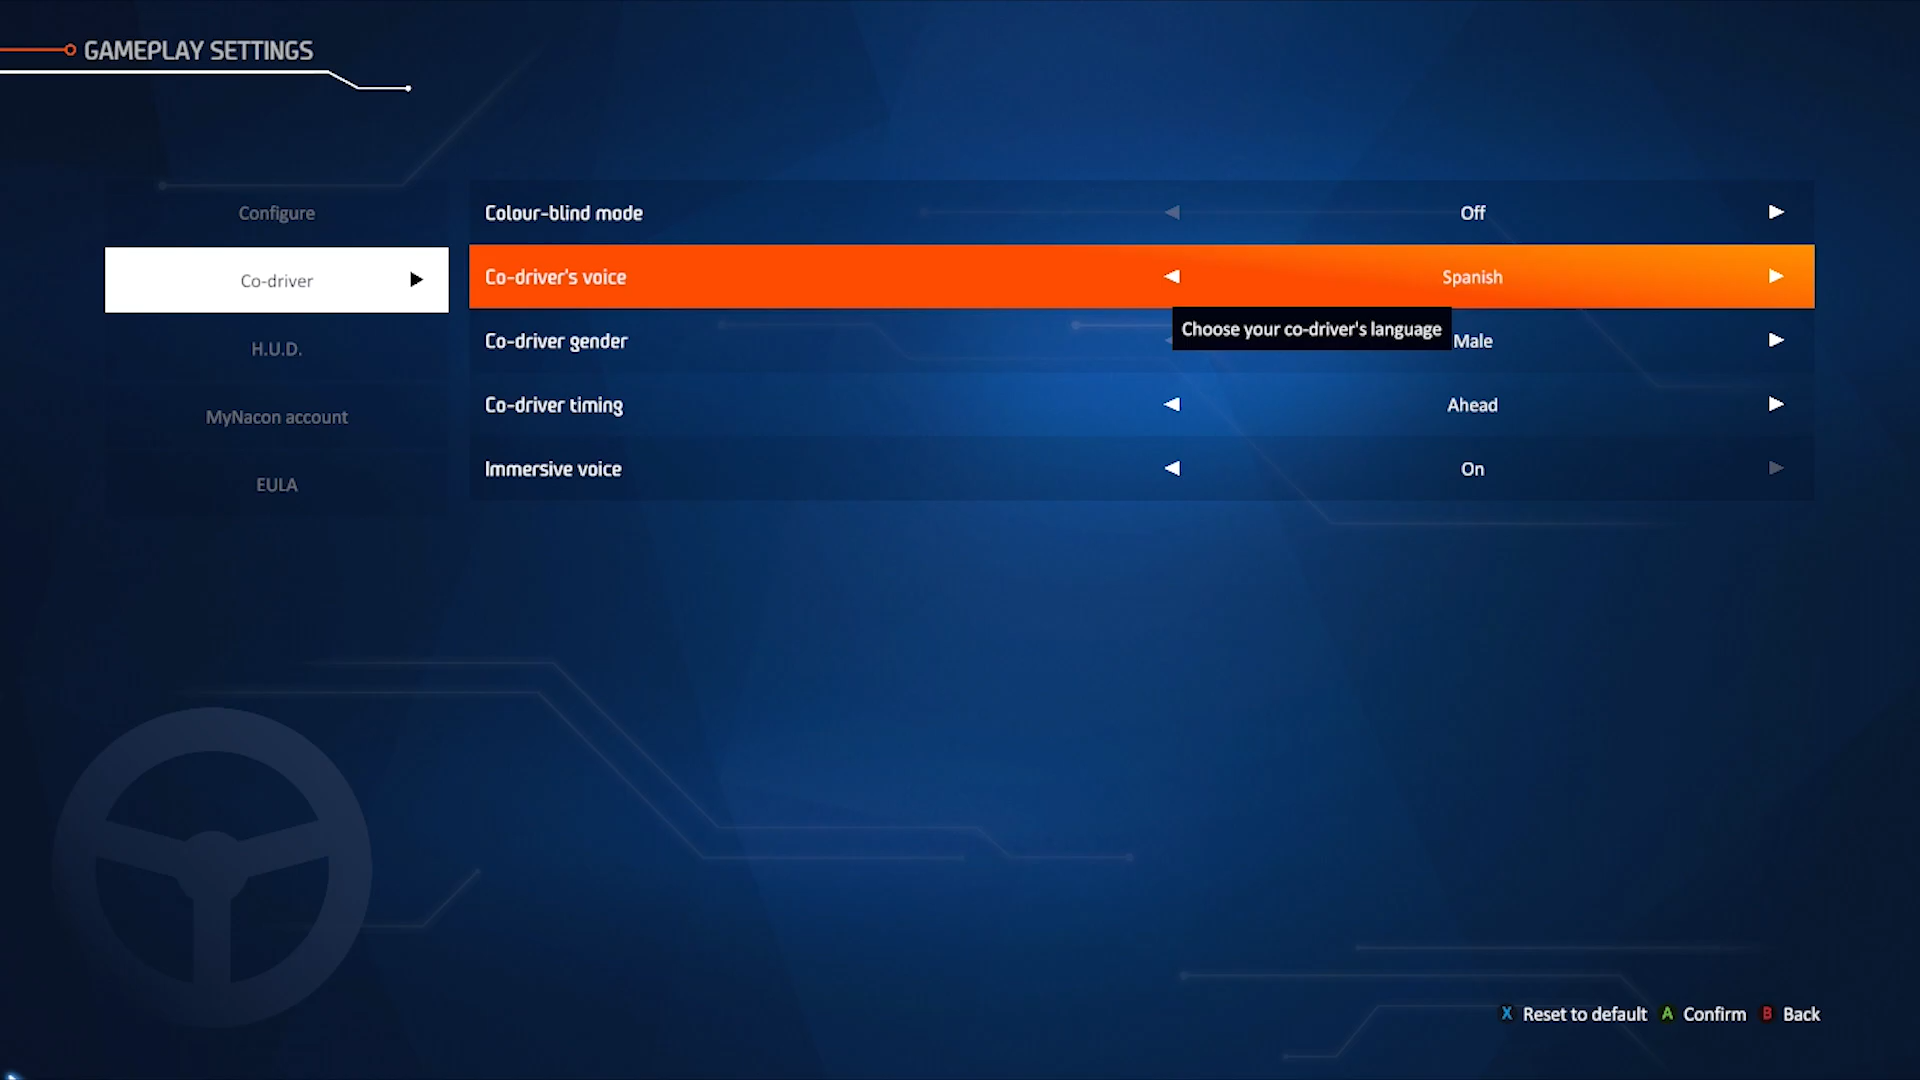 GAMEPLAY SETTINGS
Configure
Co-driver
H.U.D.
MyNacon account
EULA
Colour-blind mode Off
Co-driver's voice Spanish
Choose your co-driver's language
Co-driver gender Male
Co-driver timing Ahead
Immersive voice On
X Reset to default A Confirm B Back